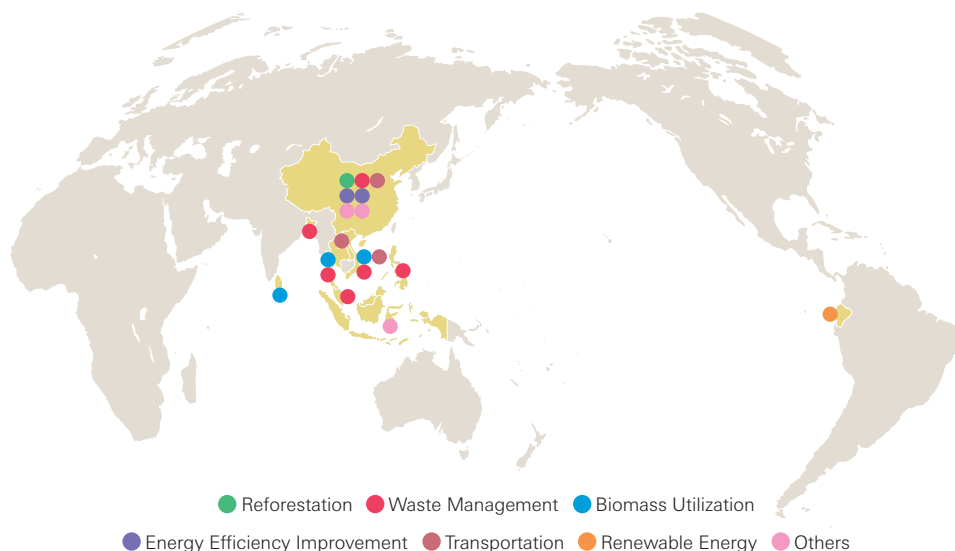 Reforestation Waste Management Biomass Utilization
Energy Efficiency Improvement Transportation Renewable Energy Others